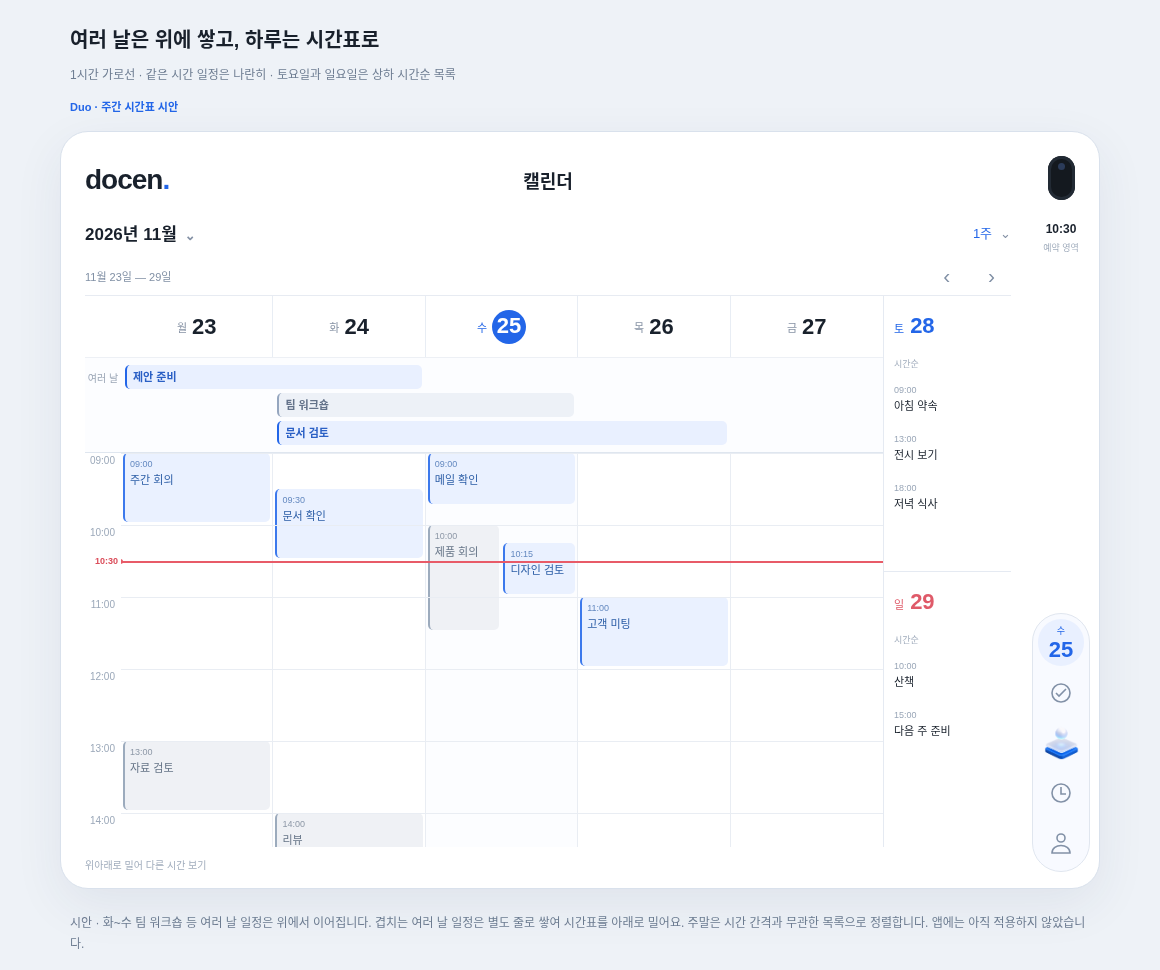 여러 날은 위에 쌓고, 하루는 시간표로
1시간 가로선 · 같은 시간 일정은 나란히 · 토요일과 일요일은 상하 시간순 목록
Duo · 주간 시간표 시안
docen.
캘린더
10:30
예약 영역
2026년 11월
1주
11월 23일 — 29일
월 23
화 24
수 25
목 26
금 27
토 28
여러 날
제안 준비
팀 워크숍
문서 검토
시간순
09:00
아침 약속
13:00
전시 보기
18:00
저녁 식사
09:00
10:00
10:30
11:00
12:00
13:00
14:00
09:00
주간 회의
13:00
자료 검토
09:30
문서 확인
14:00
리뷰
09:00
메일 확인
10:00
제품 회의
10:15
디자인 검토
11:00
고객 미팅
일 29
시간순
10:00
산책
15:00
다음 주 준비
수
25
위아래로 밀어 다른 시간 보기
시안 · 화~수 팀 워크숍 등 여러 날 일정은 위에서 이어집니다. 겹치는 여러 날 일정은 별도 줄로 쌓여 시간표를 아래로 밀어요. 주말은 시간 간격과 무관한 목록으로 정렬합니다. 앱에는 아직 적용하지 않았습니
다.